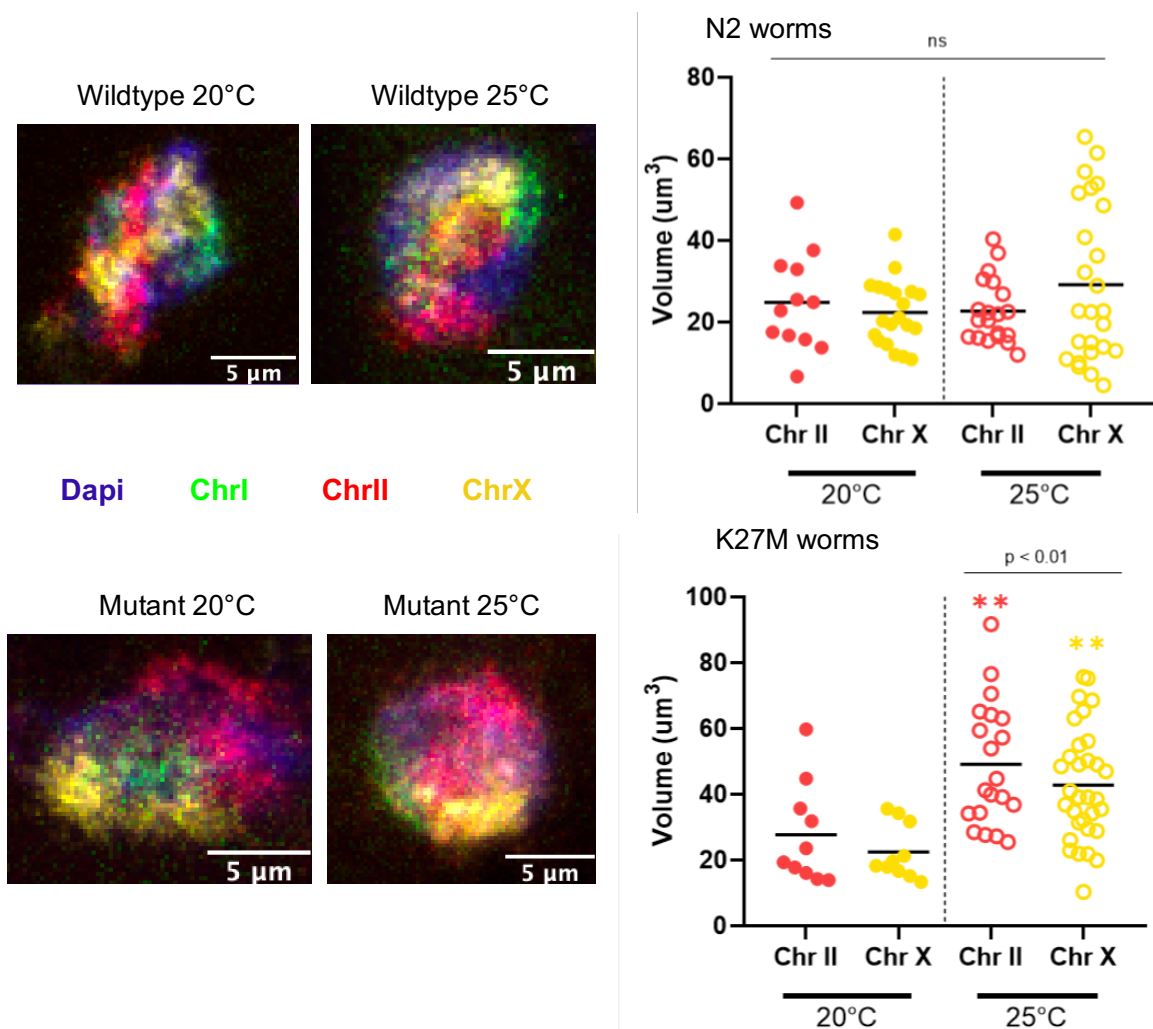 Wildtype 20°C
Wildtype 25°C
5 µm
5 µm
N2 worms
ns
Volume (um³)
80
60
40
20
0
Chr II
Chr X
Chr II
Chr X
20°C
25°C
Dapi
ChrI
ChrII
ChrX
Mutant 20°C
Mutant 25°C
5 µm
5 µm
K27M worms
p < 0.01
**
**
Volume (um³)
100
80
60
40
20
0
Chr II
Chr X
Chr II
Chr X
20°C
25°C